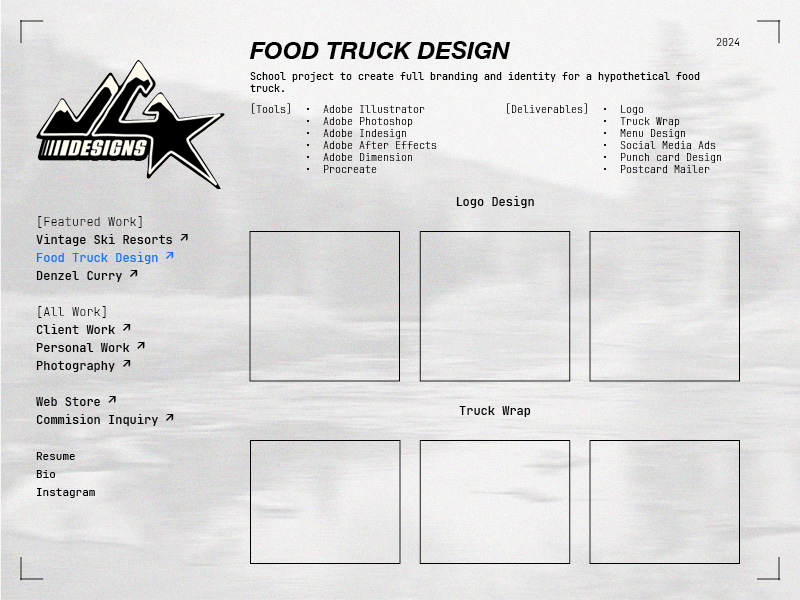 FOOD TRUCK DESIGN
2024
School project to create full branding and identity for a hypothetical food
truck.
[Tools]
• Adobe Illustrator
• Adobe Photoshop
• Adobe Indesign
• Adobe After Effects
• Adobe Dimension
• Procreate
[Deliverables]
• Logo
• Truck Wrap
• Menu Design
• Social Media Ads
• Punch card Design
• Postcard Mailer
JG
DESIGNS
[Featured Work]
Vintage Ski Resorts ↗
Food Truck Design ↗
Denzel Curry ↗
[All Work]
Client Work ↗
Personal Work ↗
Photography ↗
Web Store ↗
Commision Inquiry ↗
Resume
Bio
Instagram
Logo Design
Truck Wrap